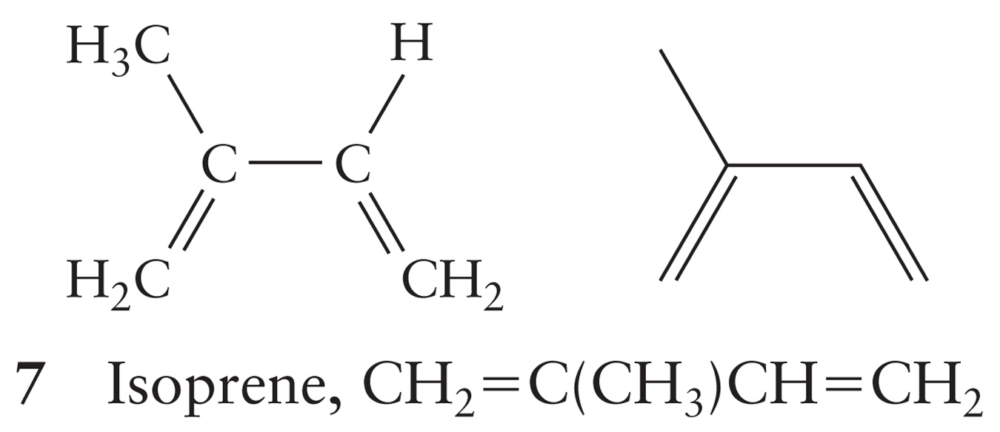 H₃C H
C C
H₂C CH₂
7 Isoprene, CH₂=C(CH₃)CH=CH₂